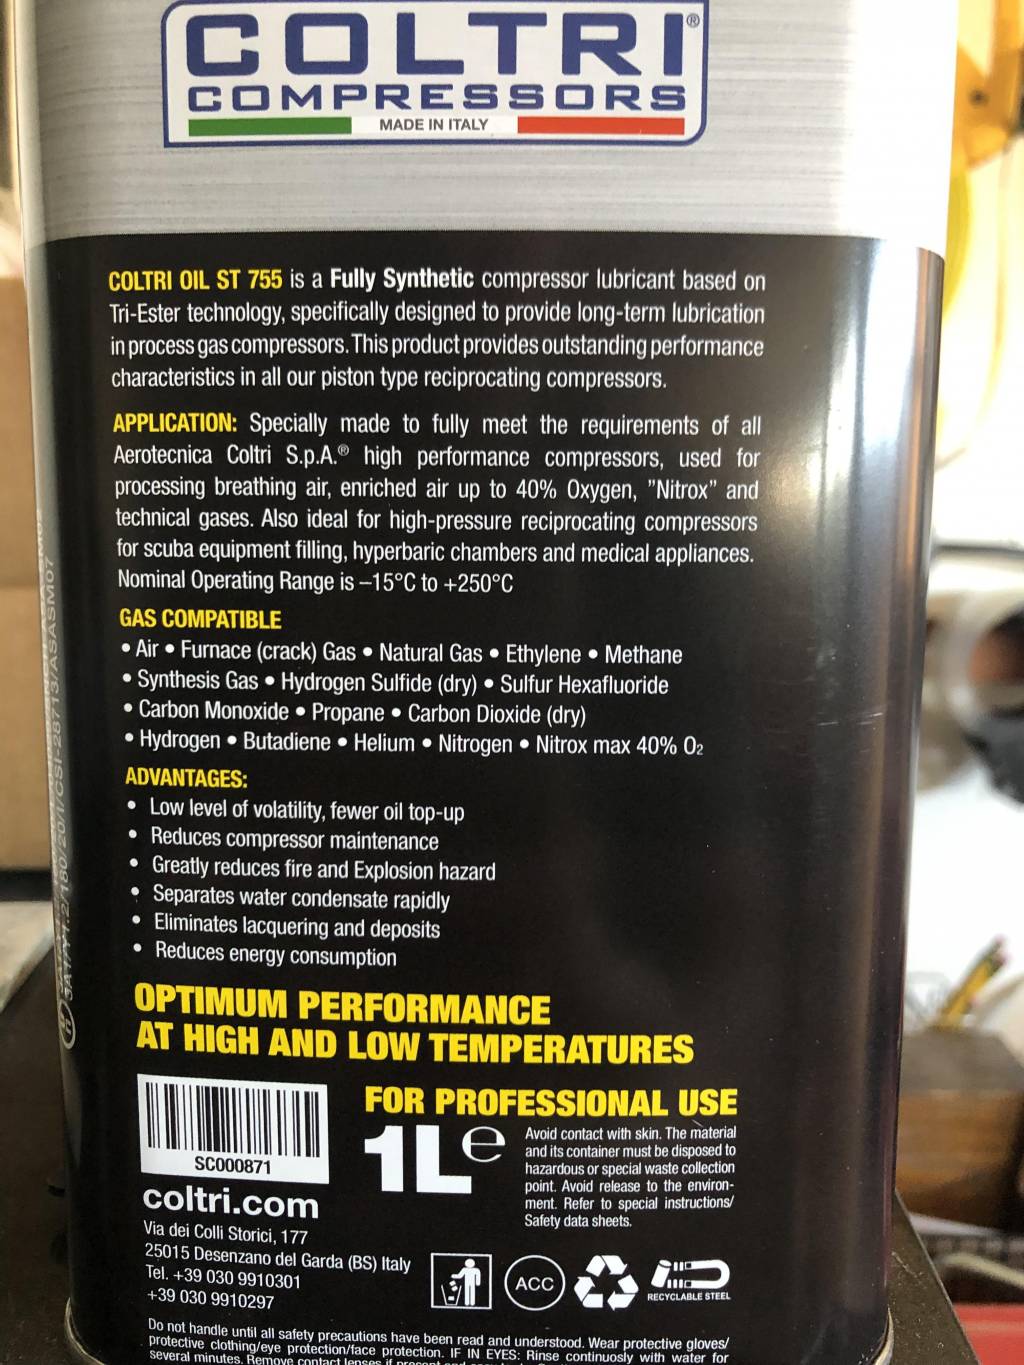 COLTRI®
COMPRESSORS
MADE IN ITALY
COLTRI OIL ST 755 is a Fully Synthetic compressor lubricant based on
Tri-Ester technology, specifically designed to provide long-term lubrication
in process gas compressors. This product provides outstanding performance
characteristics in all our piston type reciprocating compressors.
APPLICATION: Specially made to fully meet the requirements of all
Aerotecnica Coltri S.p.A.® high performance compressors, used for
processing breathing air, enriched air up to 40% Oxygen, ”Nitrox” and
technical gases. Also ideal for high-pressure reciprocating compressors
for scuba equipment filling, hyperbaric chambers and medical appliances.
Nominal Operating Range is –15°C to +250°C
GAS COMPATIBLE
• Air • Furnace (crack) Gas • Natural Gas • Ethylene • Methane
• Synthesis Gas • Hydrogen Sulfide (dry) • Sulfur Hexafluoride
• Carbon Monoxide • Propane • Carbon Dioxide (dry)
• Hydrogen • Butadiene • Helium • Nitrogen • Nitrox max 40% O2
ADVANTAGES:
• Low level of volatility, fewer oil top-up
• Reduces compressor maintenance
• Greatly reduces fire and Explosion hazard
• Separates water condensate rapidly
• Eliminates lacquering and deposits
• Reduces energy consumption
OPTIMUM PERFORMANCE
AT HIGH AND LOW TEMPERATURES
FOR PROFESSIONAL USE
1L e
Avoid contact with skin. The material
and its container must be disposed to
hazardous or special waste collection
point. Avoid release to the environ-
ment. Refer to special instructions/
Safety data sheets.
SC000871
coltri.com
Via dei Colli Storici, 177
25015 Desenzano del Garda (BS) Italy
Tel. +39 030 9910301
+39 030 9910297
ACC
RECYCLABLE STEEL
Do not handle until all safety precautions have been read and understood. Wear protective gloves/
protective clothing/eye protection/face protection. IF IN EYES: Rinse continuosly with water for
several minutes. Remove contact lenses if present and